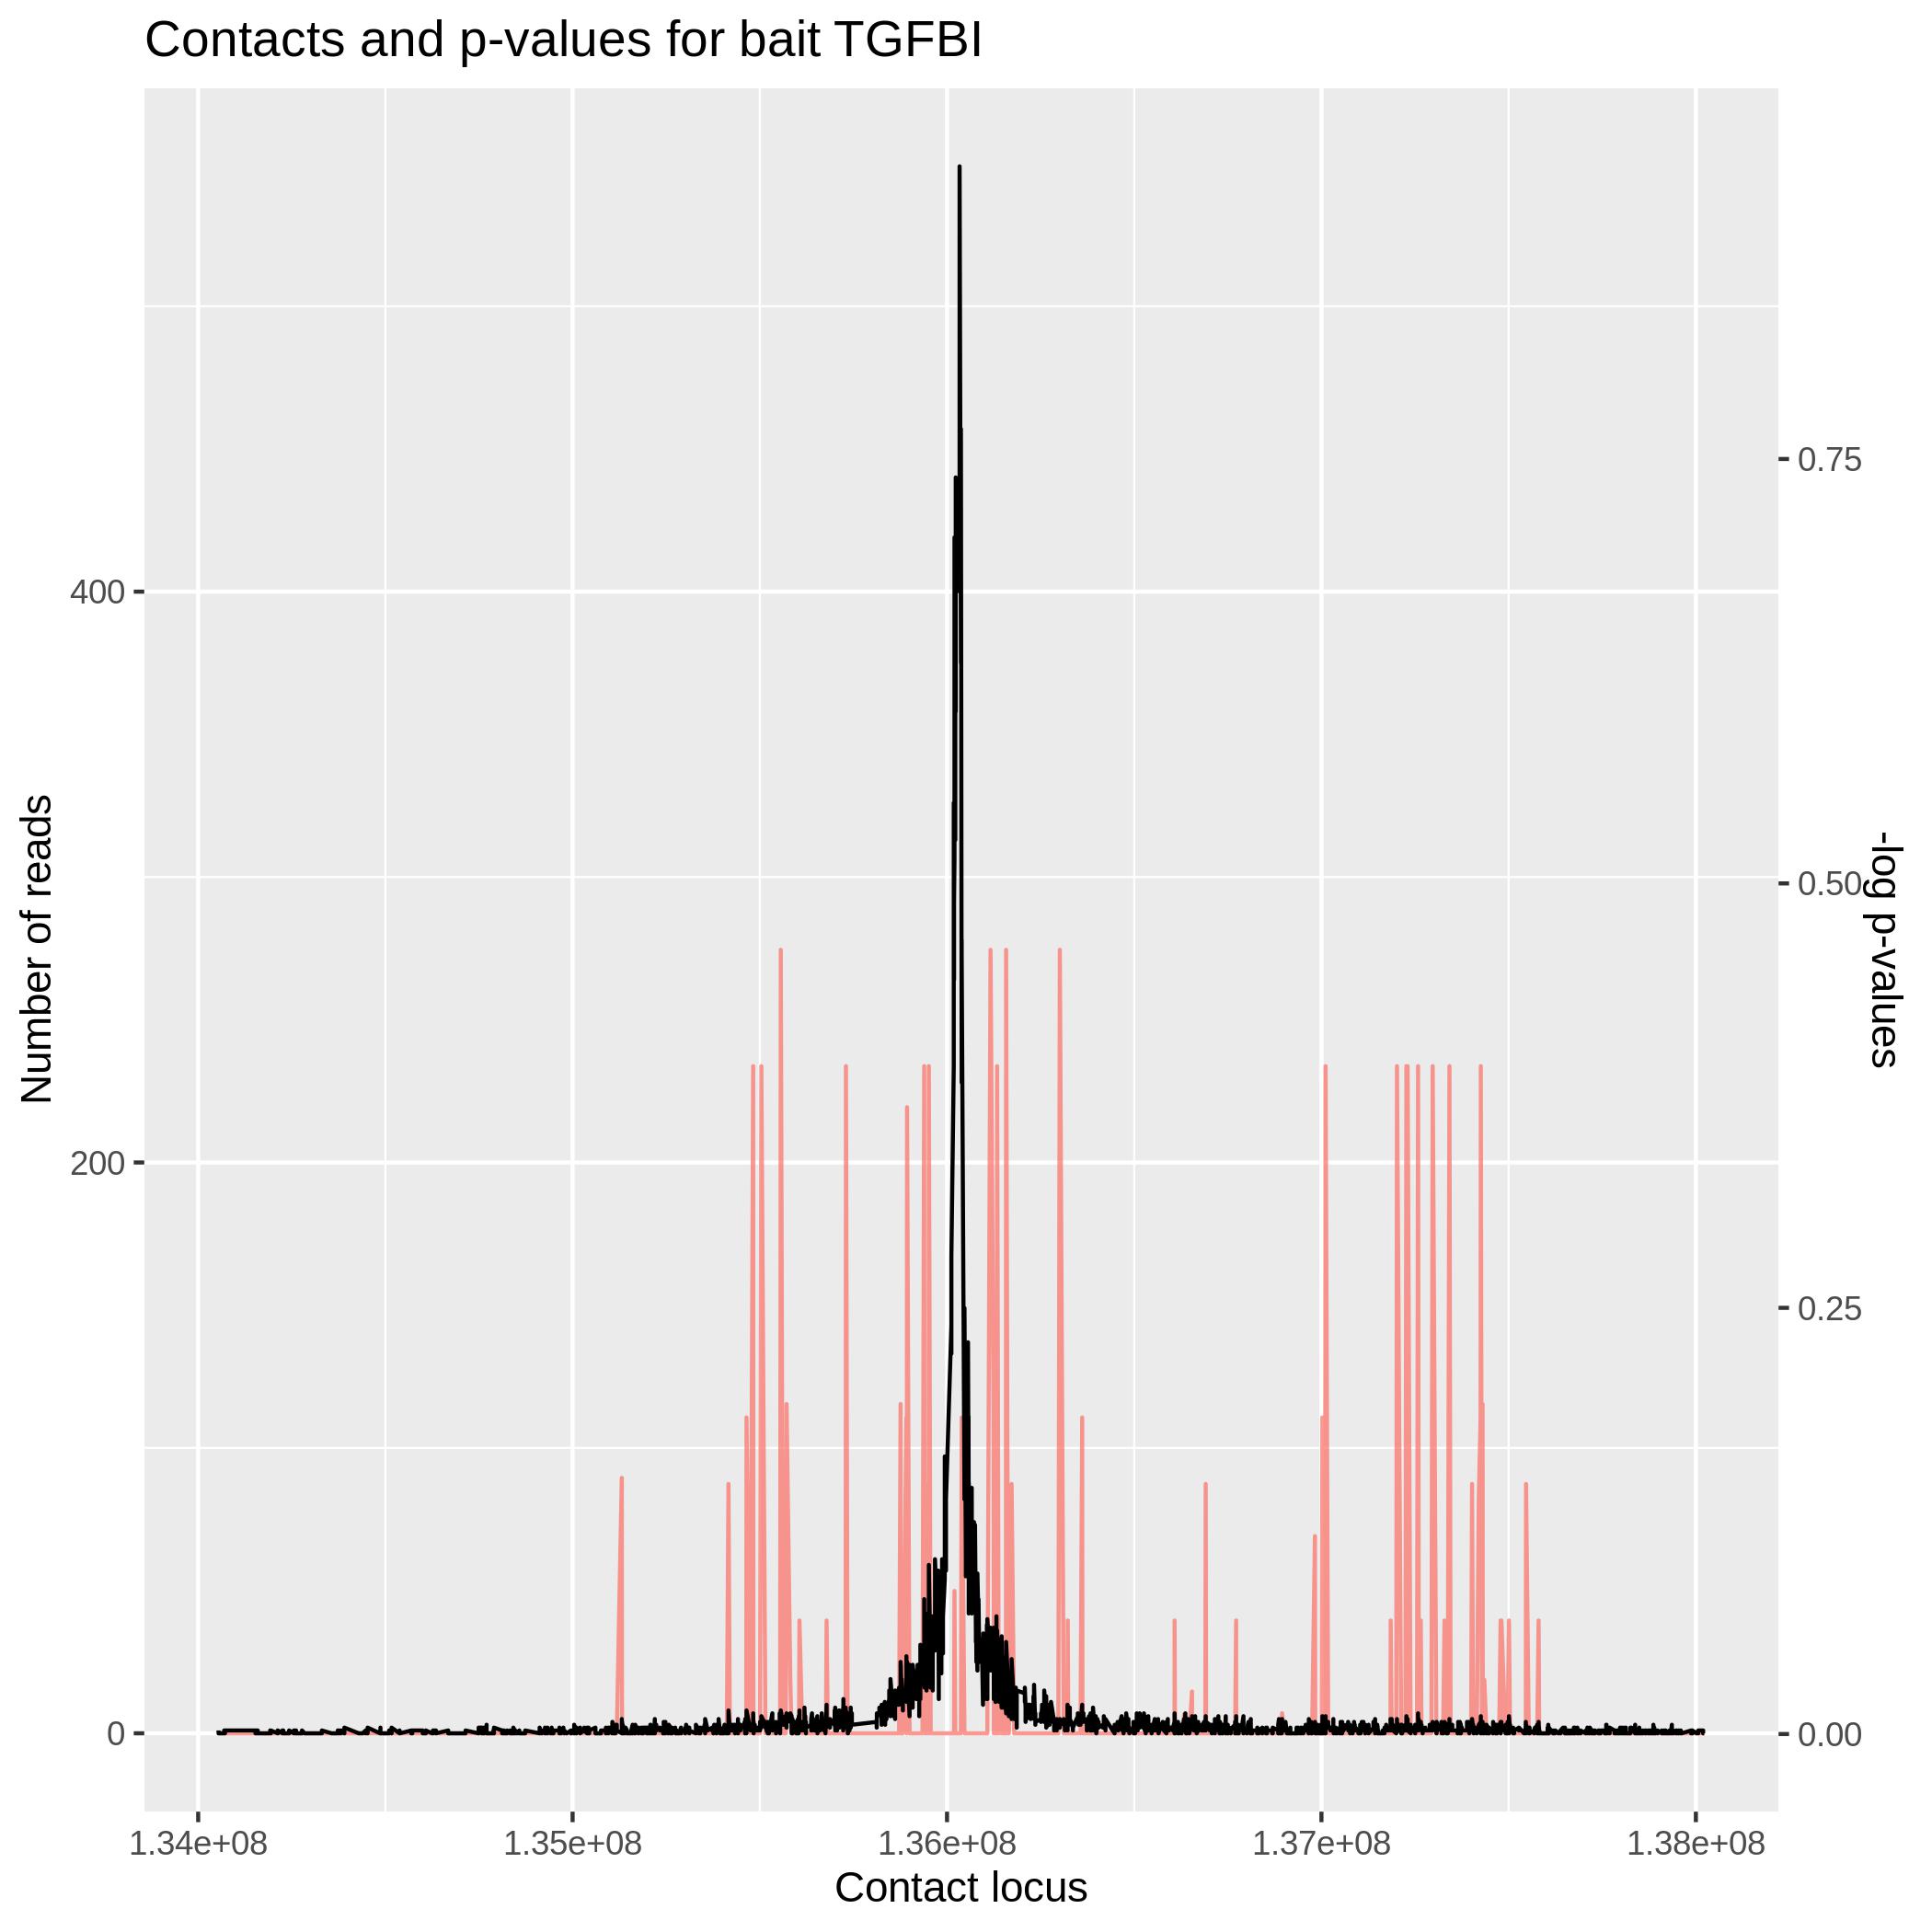 Contacts and p-values for bait TGFBI
Number of reads
400
200
0
0.75
0.50
0.25
0.00
-log p-values
1.34e+08
1.35e+08
1.36e+08
1.37e+08
1.38e+08
Contact locus